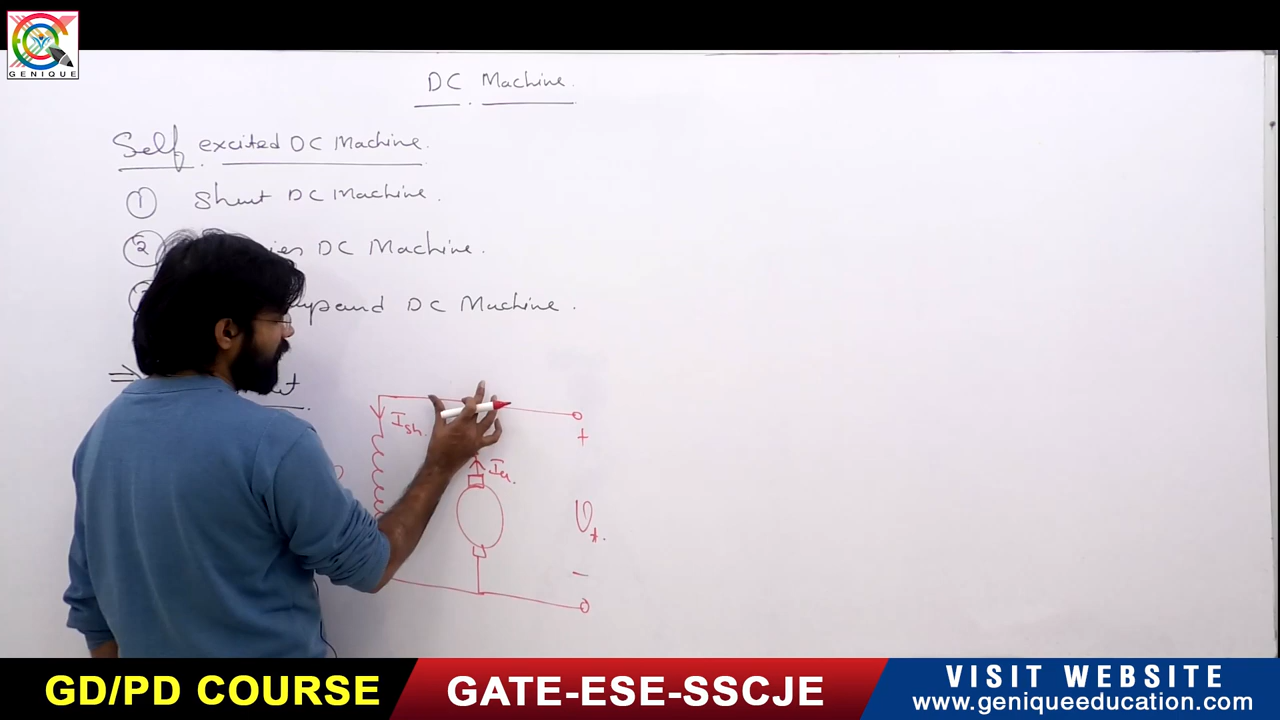 GENIQUE
DC Machine.
Self excited DC Machine.
1 Shunt DC Machine.
2 DC Machine.
DC Machine.
⇒
Ish.
+
Ia.
Vt.
-
GD/PD COURSE
GATE-ESE-SSCJE
VISIT WEBSITE
www.geniqueeducation.com